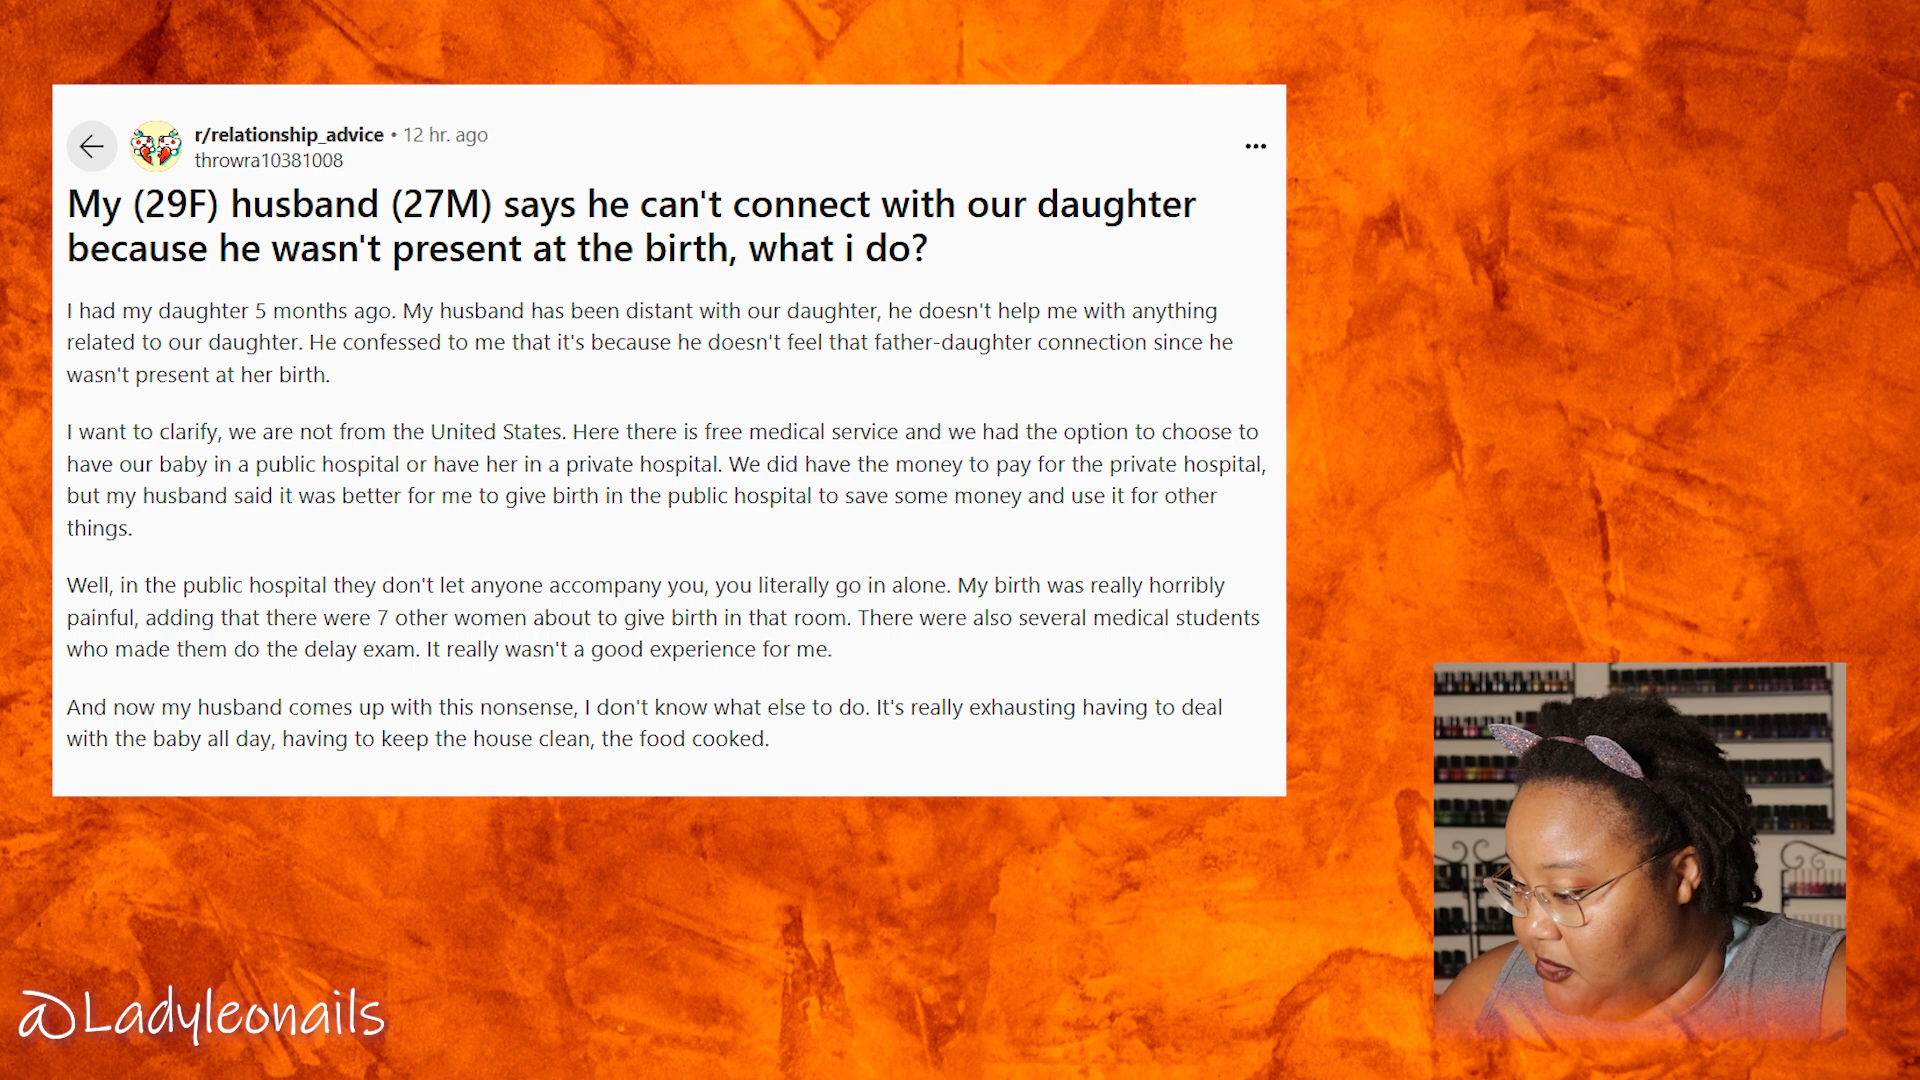 r/relationship_advice • 12 hr. ago
throwra10381008
My (29F) husband (27M) says he can't connect with our daughter
because he wasn't present at the birth, what i do?
I had my daughter 5 months ago. My husband has been distant with our daughter, he doesn't help me with anything
related to our daughter. He confessed to me that it's because he doesn't feel that father-daughter connection since he
wasn't present at her birth.
I want to clarify, we are not from the United States. Here there is free medical service and we had the option to choose to
have our baby in a public hospital or have her in a private hospital. We did have the money to pay for the private hospital,
but my husband said it was better for me to give birth in the public hospital to save some money and use it for other
things.
Well, in the public hospital they don't let anyone accompany you, you literally go in alone. My birth was really horribly
painful, adding that there were 7 other women about to give birth in that room. There were also several medical students
who made them do the delay exam. It really wasn't a good experience for me.
And now my husband comes up with this nonsense, I don't know what else to do. It's really exhausting having to deal
with the baby all day, having to keep the house clean, the food cooked.
@Ladyleonails